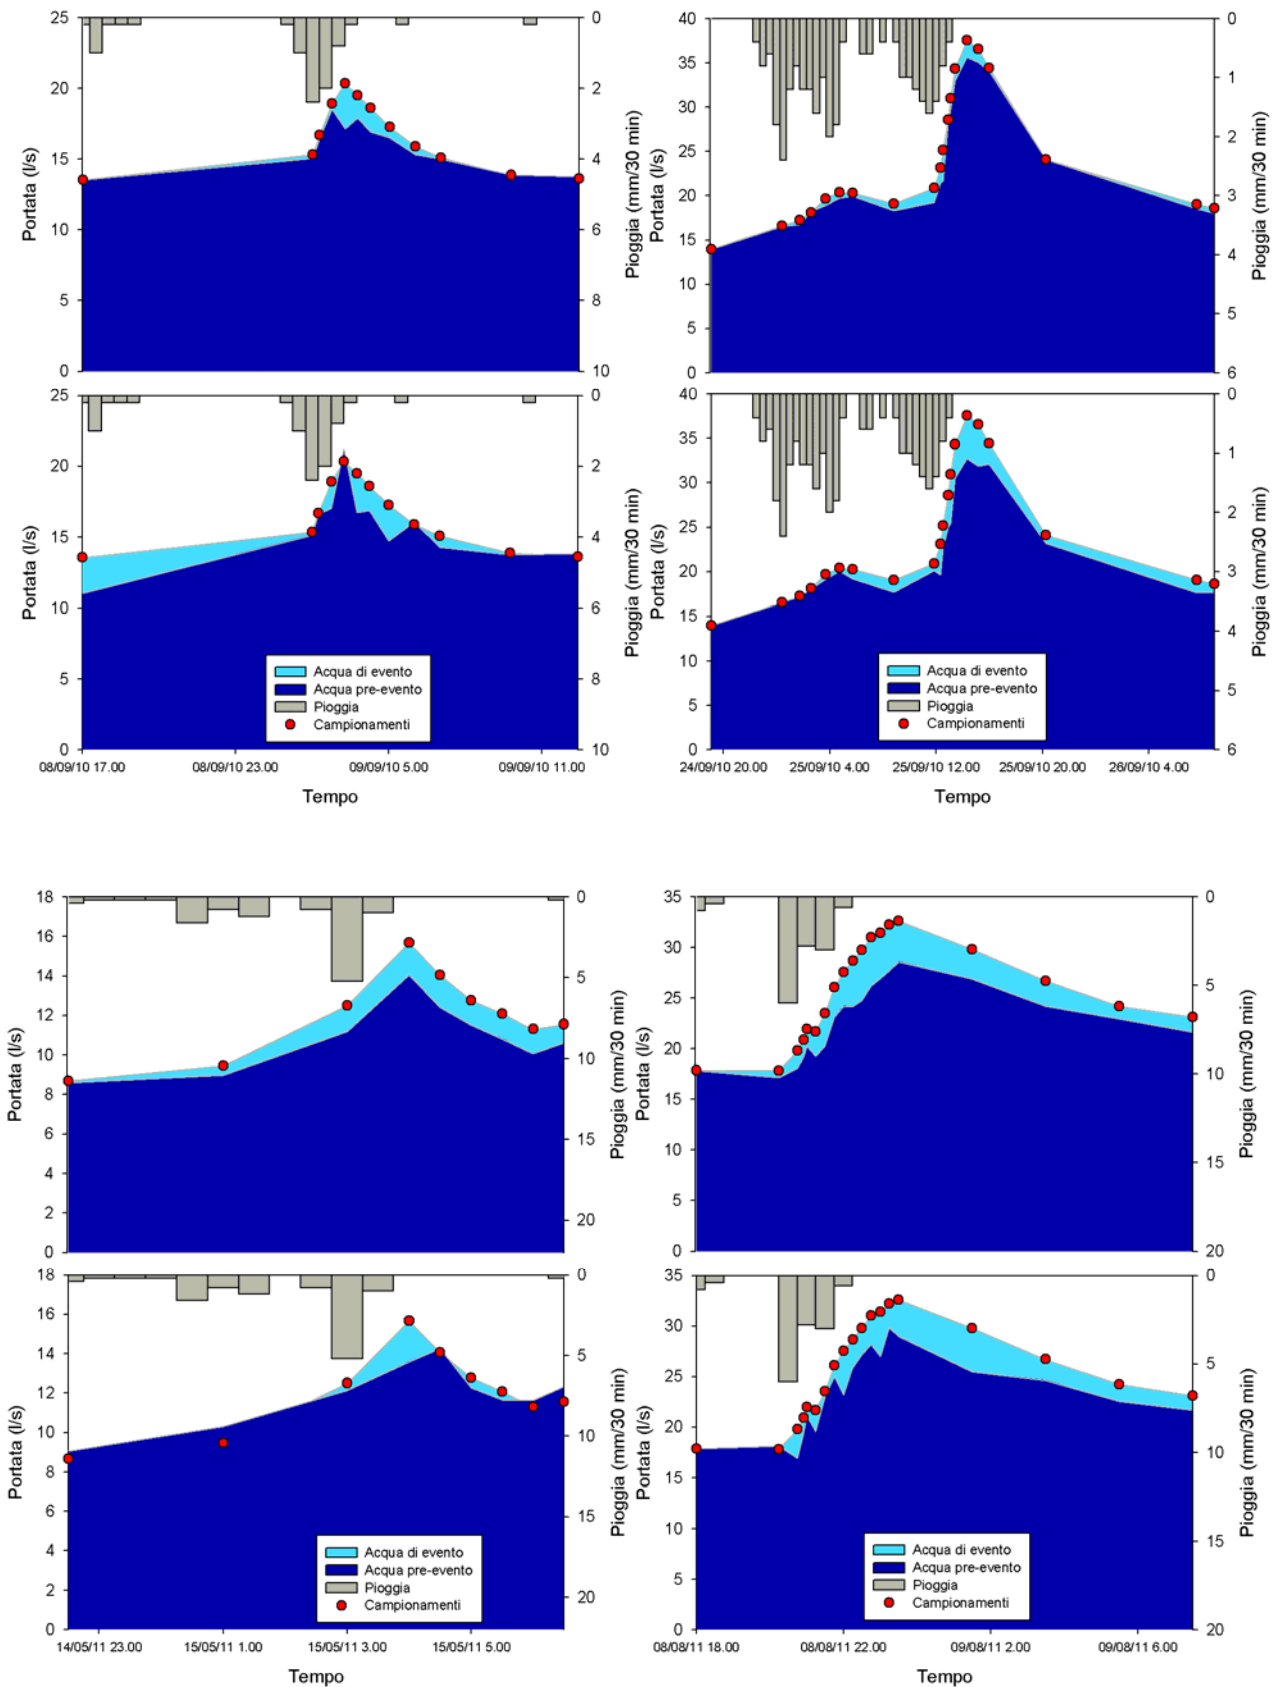 25
20
15
10
5
0
Portata (l/s)
0
2
4
6
8
10
Pioggia (mm/30 min)
40
35
30
25
20
15
10
5
0
Portata (l/s)
0
1
2
3
4
5
6
Pioggia (mm/30 min)
25
20
15
10
5
0
Portata (l/s)
0
2
4
6
8
10
Pioggia (mm/30 min)
Acqua di evento
Acqua pre-evento
Pioggia
Campionamenti
08/09/10 17.00 08/09/10 23.00 09/09/10 5.00 09/09/10 11.00
Tempo
40
35
30
25
20
15
10
5
0
Portata (l/s)
0
1
2
3
4
5
6
Pioggia (mm/30 min)
Acqua di evento
Acqua pre-evento
Pioggia
Campionamenti
24/09/10 20.00 25/09/10 4.00 25/09/10 12.00 25/09/10 20.00 26/09/10 4.00
Tempo
18
16
14
12
10
8
6
4
2
0
Portata (l/s)
0
5
10
15
20
Pioggia (mm/30 min)
35
30
25
20
15
10
5
0
Portata (l/s)
0
5
10
15
20
Pioggia (mm/30 min)
18
16
14
12
10
8
6
4
2
0
Portata (l/s)
0
5
10
15
20
Pioggia (mm/30 min)
Acqua di evento
Acqua pre-evento
Pioggia
Campionamenti
14/05/11 23.00 15/05/11 1.00 15/05/11 3.00 15/05/11 5.00
Tempo
35
30
25
20
15
10
5
0
Portata (l/s)
0
5
10
15
20
Pioggia (mm/30 min)
Acqua di evento
Acqua pre-evento
Pioggia
Campionamenti
08/08/11 18.00 08/08/11 22.00 09/08/11 2.00 09/08/11 6.00
Tempo